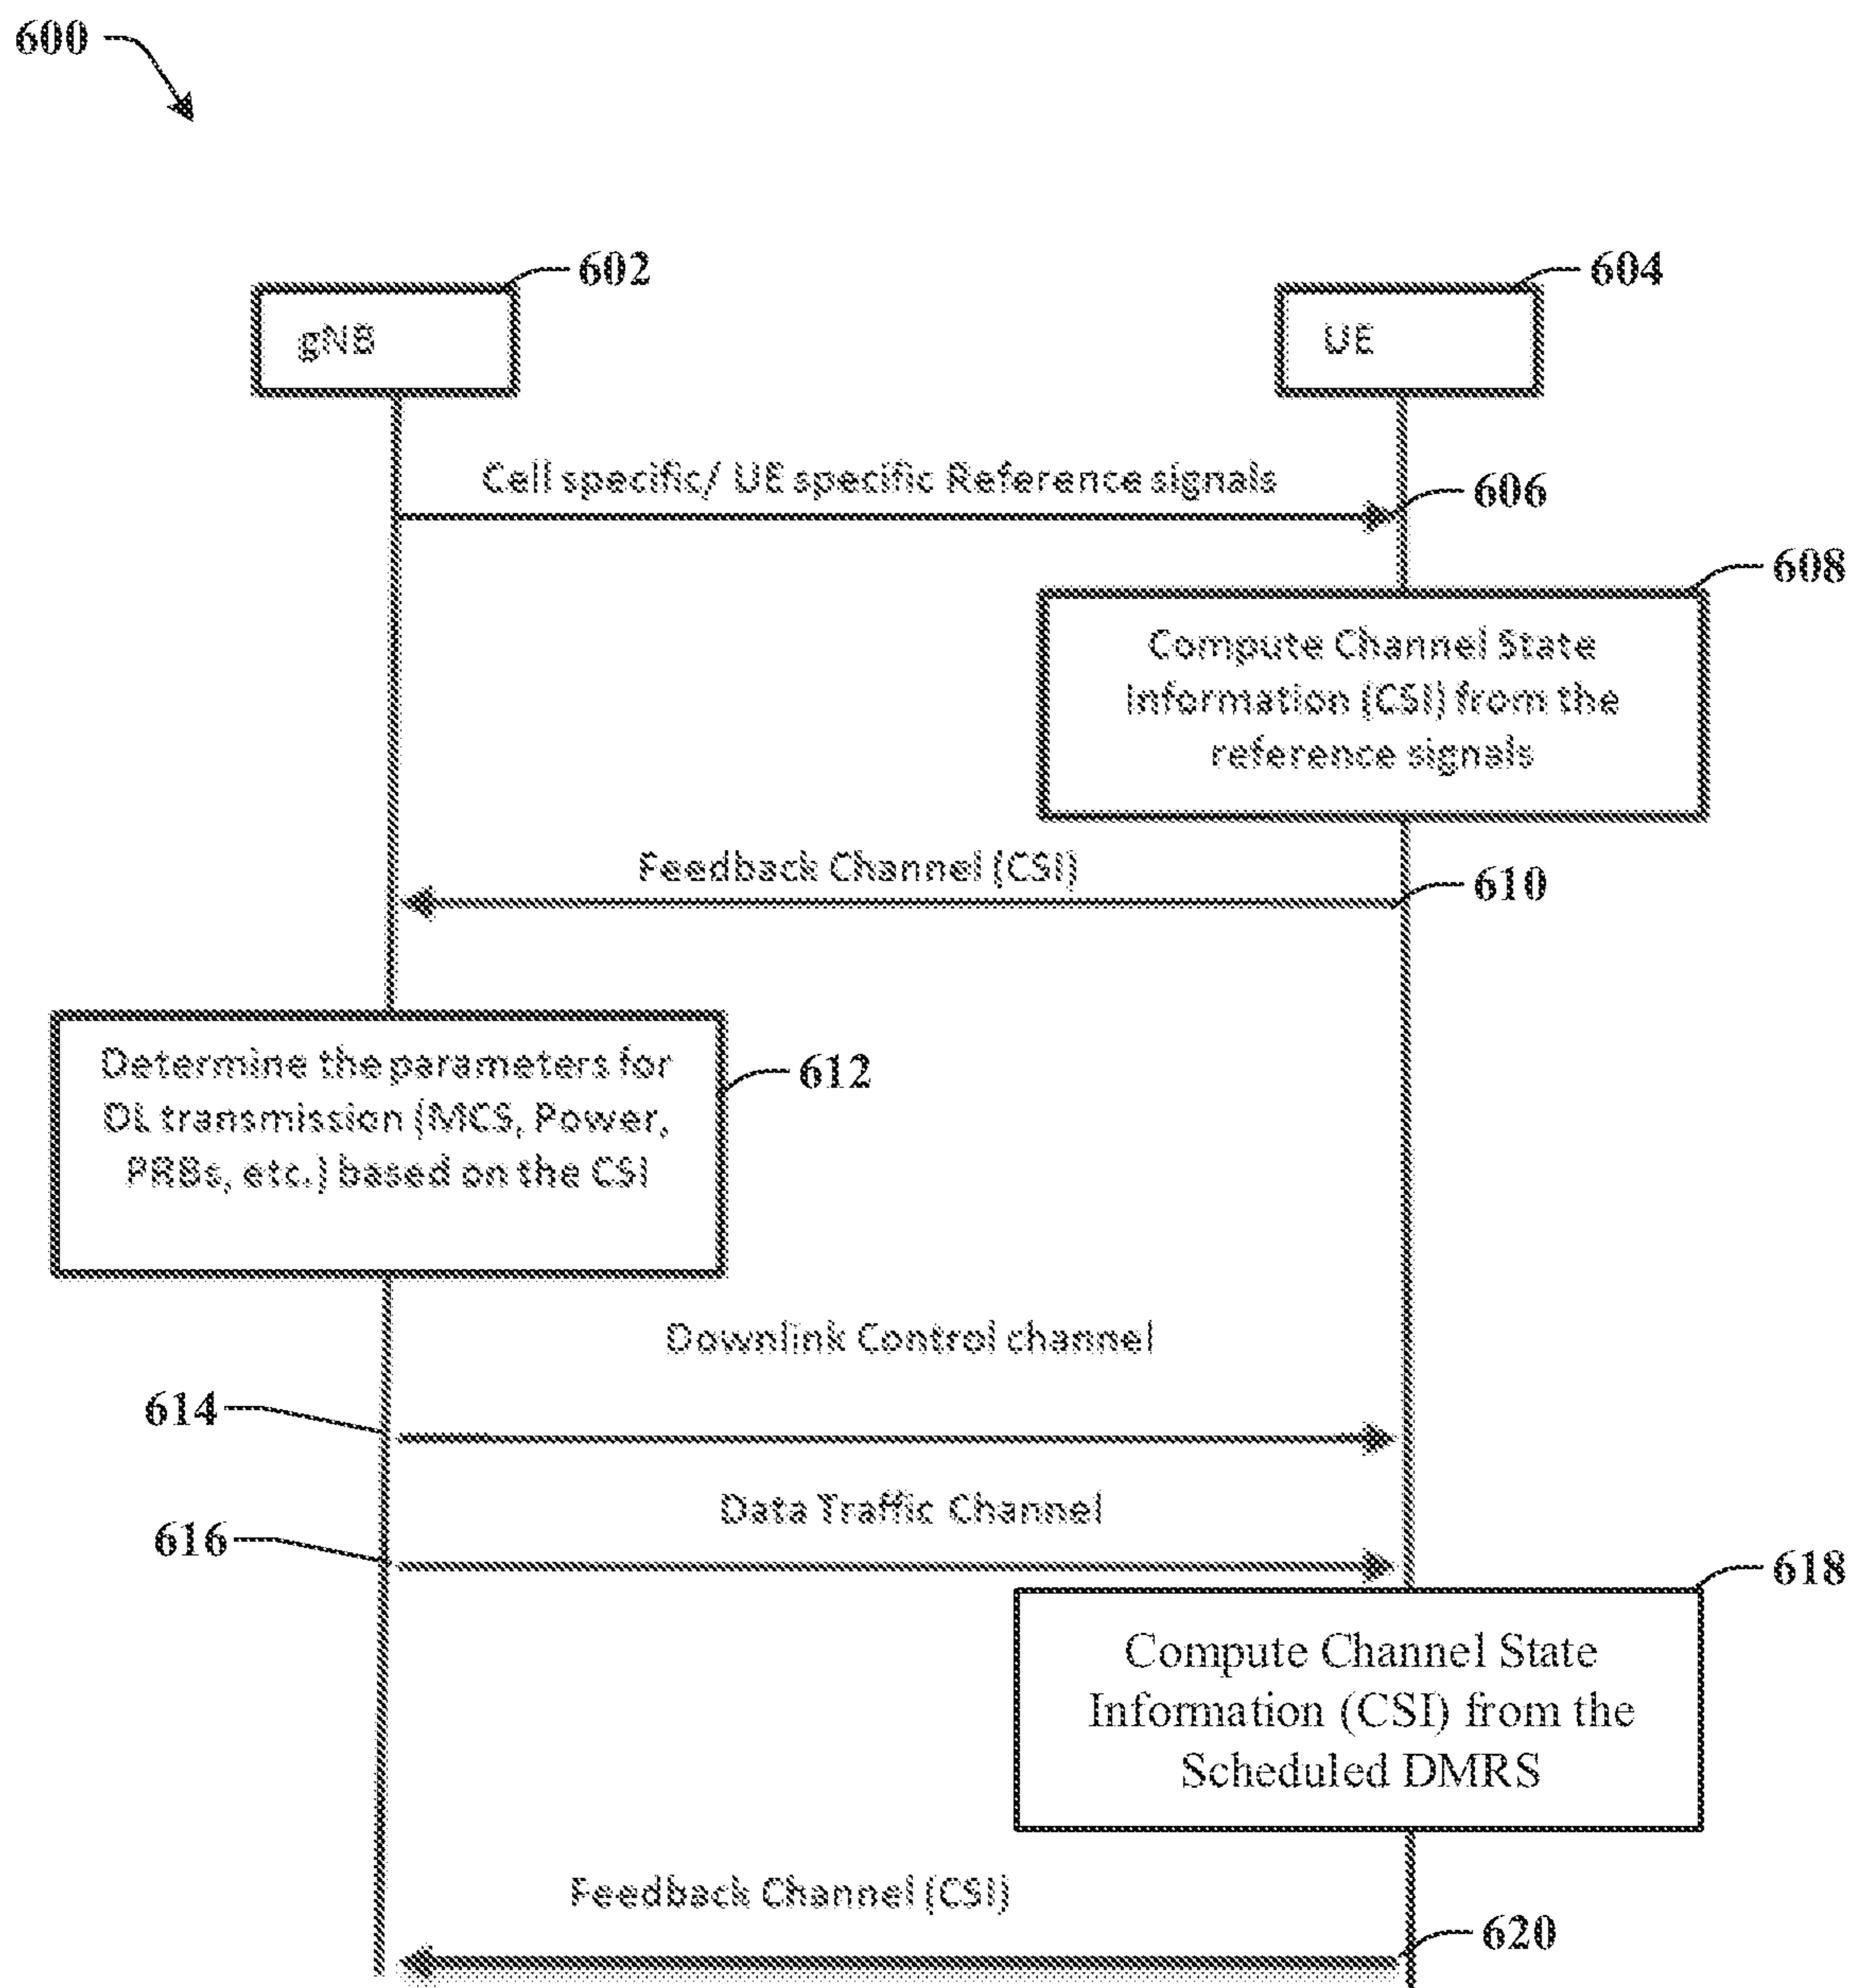 600
602
604
gNB
UE
Cell specific/ UE specific Reference signals
606
608
Compute Channel State
Information (CSI) from the
reference signals
Feedback Channel (CSI)
610
Determine the parameters for
DL transmission (MCS, Power,
PRBs, etc.) based on the CSI
612
Downlink Control channel
614
Data Traffic Channel
616
618
Compute Channel State
Information (CSI) from the
Scheduled DMRS
Feedback Channel (CSI)
620